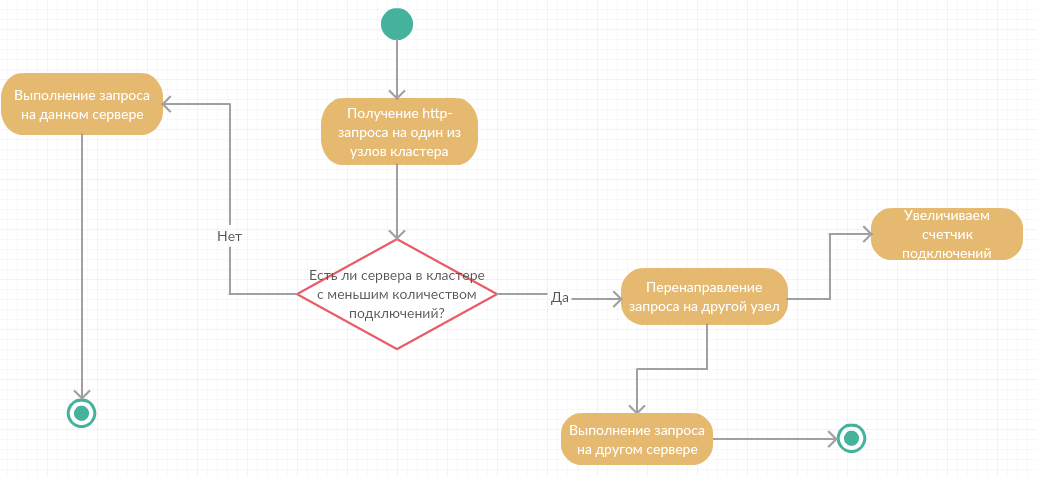 Выполнение запроса
на данном сервере
Получение http-
запроса на один из
узлов кластера
Нет
Есть ли сервера в кластере
с меньшим количеством
подключений?
Да
Перенаправление
запроса на другой узел
Увеличиваем
счетчик
подключений
Выполнение запроса
на другом сервере